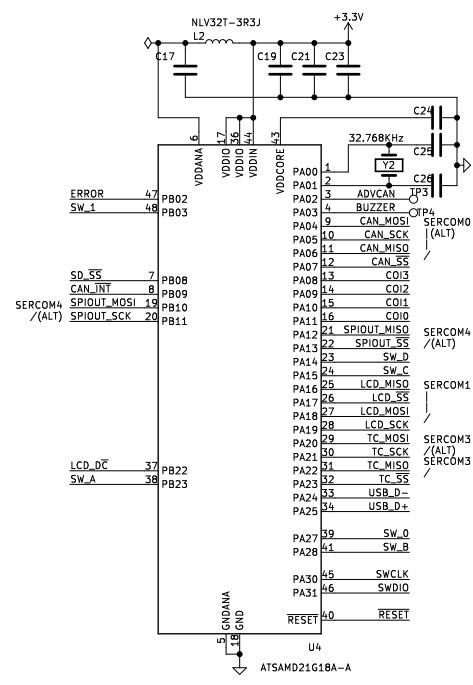 NLV32T-3R3J
+3.3V
L2
C17
C19
C21
C23
C24
6
17
36
44
43
32.768KHz
C25
VDDANA
VDDIO
VDDIO
VDDIN
VDDCORE
PA00 1
Y2
PA01 2
C26
ERROR 47 PB02
PA02 3 ADVCAN TP3
SW_1 48 PB03
PA03 4 BUZZER TP4
PA04 9 CAN_MOSI SERCOM0
PA05 10 CAN_SCK (ALT)
PA06 11 CAN_MISO |
PA07 12 CAN_SS /
SD_SS 7 PB08
PA08 13 COI3
CAN_INT 8 PB09
PA09 14 COI2
SERCOM4 SPIOUT_MOSI 19 PB10
PA10 15 COI1
/(ALT) SPIOUT_SCK 20 PB11
PA11 16 COI0
PA12 21 SPIOUT_MISO SERCOM4
PA13 22 SPIOUT_SS /(ALT)
PA14 23 SW_D
PA15 24 SW_C
PA16 25 LCD_MISO SERCOM1
PA17 26 LCD_SS |
PA18 27 LCD_MOSI |
PA19 28 LCD_SCK /
PA20 29 TC_MOSI SERCOM3
PA21 30 TC_SCK /(ALT)
LCD_DC 37 PB22
PA22 31 TC_MISO SERCOM3
SW_A 38 PB23
PA23 32 TC_SS /
PA24 33 USB_D-
PA25 34 USB_D+
PA27 39 SW_0
PA28 41 SW_B
PA30 45 SWCLK
PA31 46 SWDIO
RESET 40 RESET
GNDANA
GND
5
18
U4
ATSAMD21G18A-A